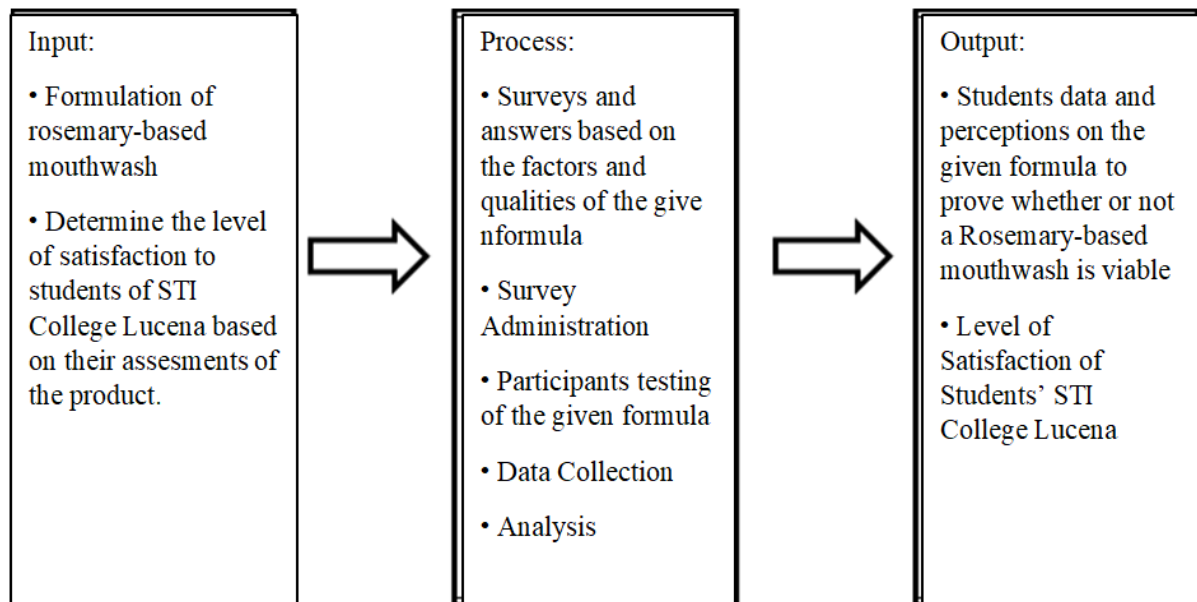 Input:
• Formulation of
rosemary-based
mouthwash
• Determine the level
of satisfaction to
students of STI
College Lucena based
on their assesments of
the product.
Process:
• Surveys and
answers based on
the factors and
qualities of the give
nformula
• Survey
Administration
• Participants testing
of the given formula
• Data Collection
• Analysis
Output:
• Students data and
perceptions on the
given formula to
prove whether or not
a Rosemary-based
mouthwash is viable
• Level of
Satisfaction of
Students’ STI
College Lucena